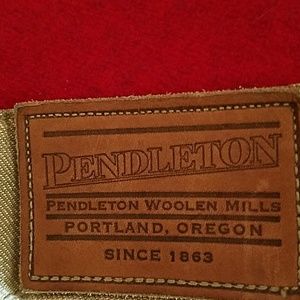 PENDLETON
PENDLETON WOOLEN MILLS
PORTLAND, OREGON
SINCE 1863